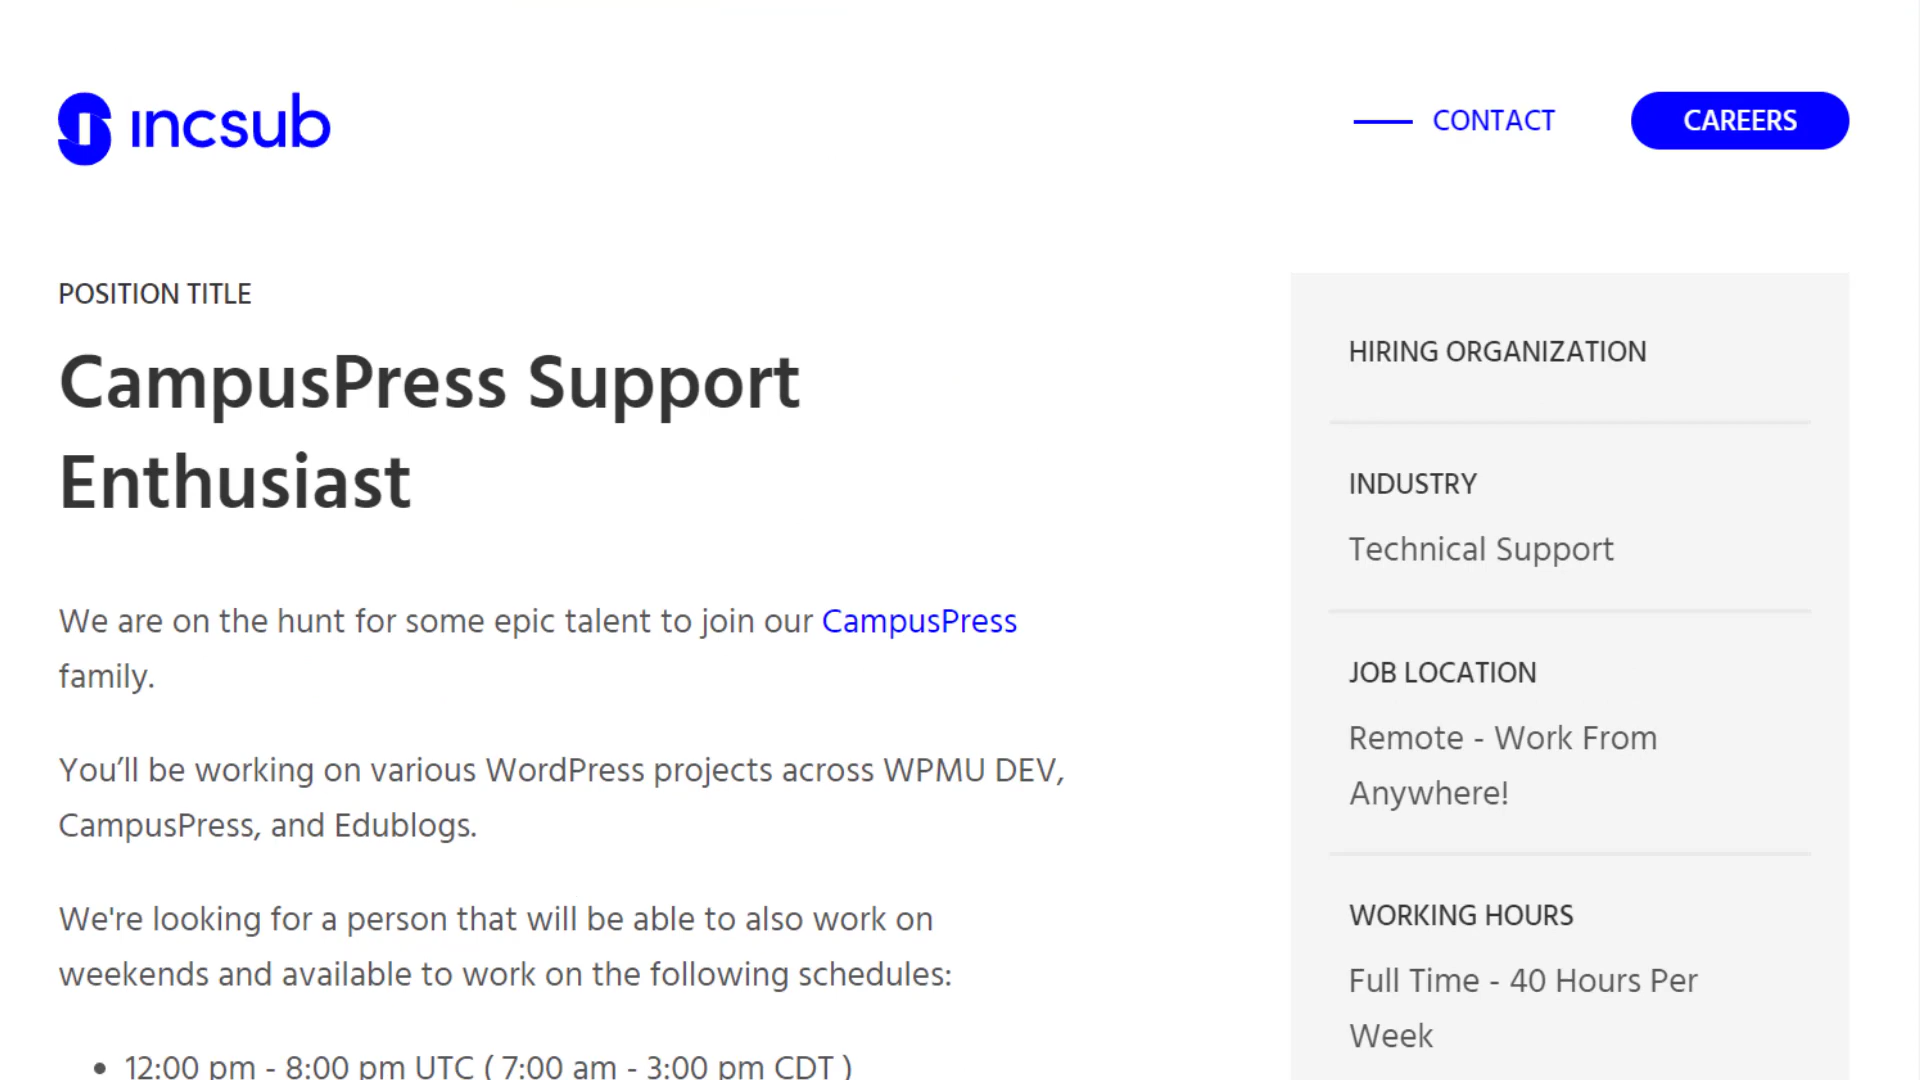 incsub
CONTACT
CAREERS
POSITION TITLE
CampusPress Support
Enthusiast
We are on the hunt for some epic talent to join our CampusPress
family.
You’ll be working on various WordPress projects across WPMU DEV,
CampusPress, and Edublogs.
We're looking for a person that will be able to also work on
weekends and available to work on the following schedules:
• 12:00 pm - 8:00 pm UTC ( 7:00 am - 3:00 pm CDT )
HIRING ORGANIZATION
INDUSTRY
Technical Support
JOB LOCATION
Remote - Work From
Anywhere!
WORKING HOURS
Full Time - 40 Hours Per
Week